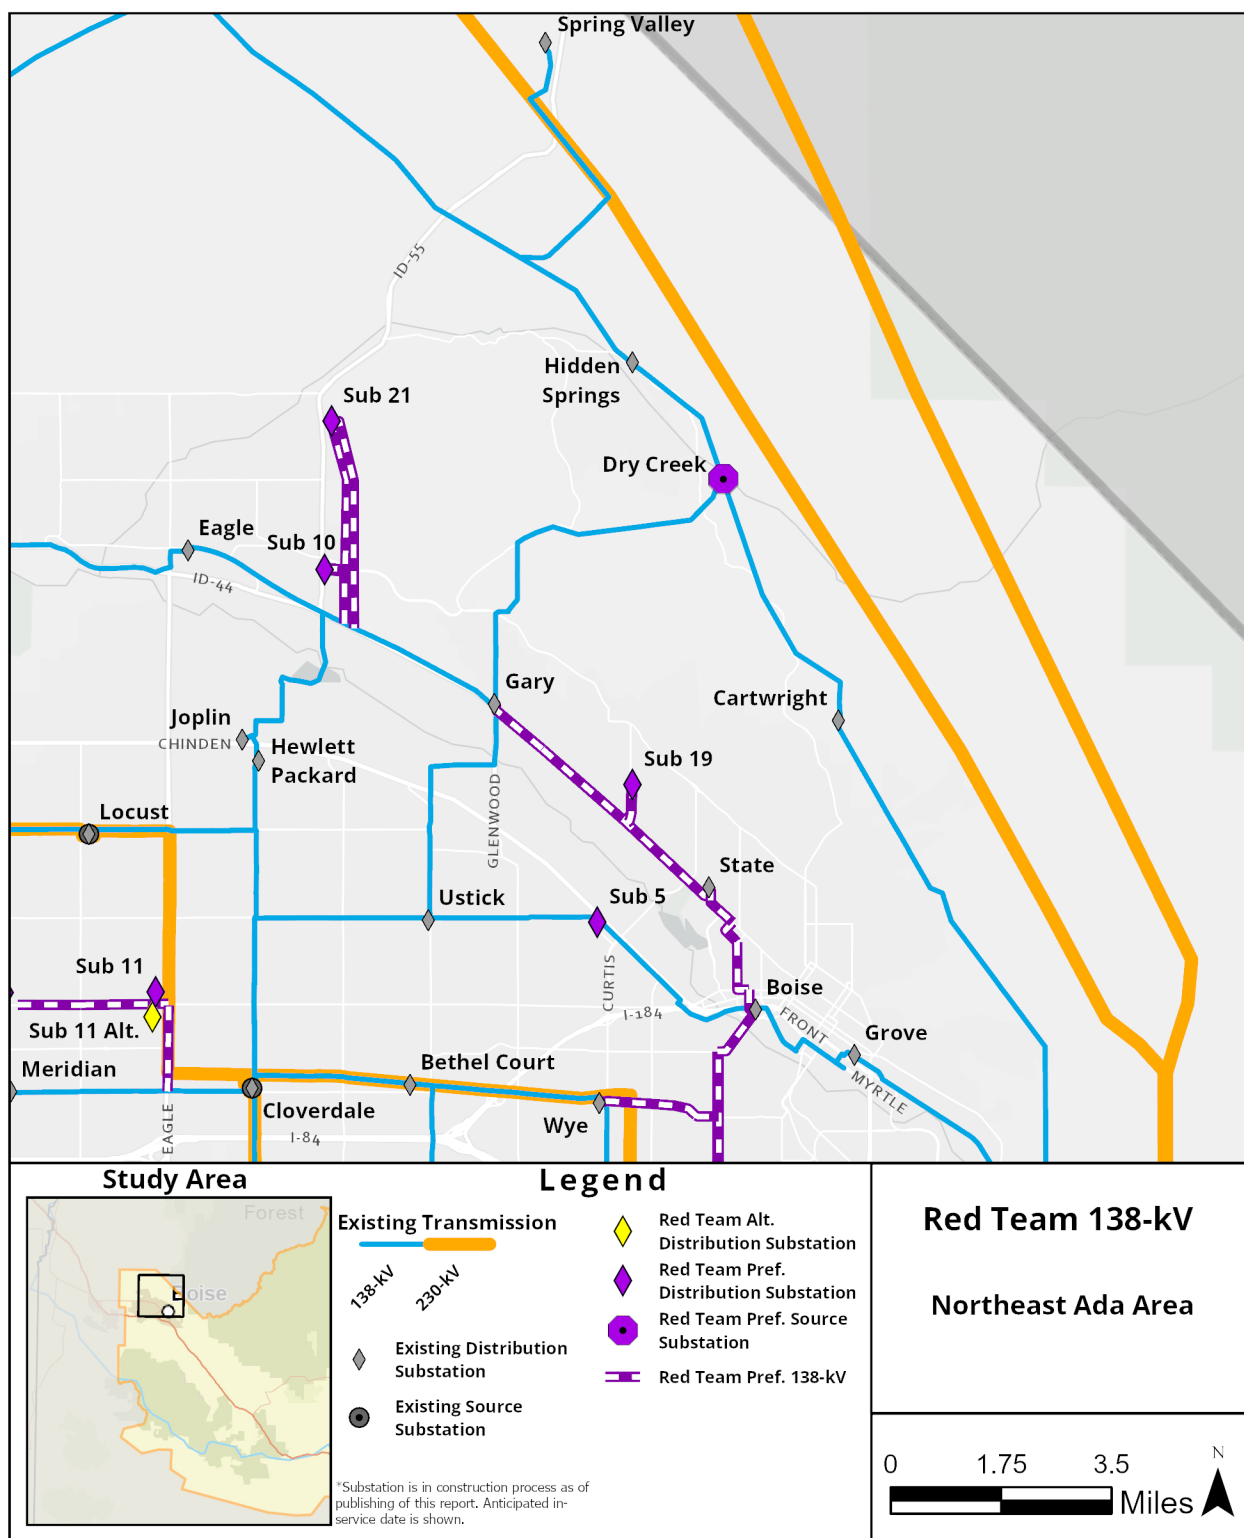 Spring Valley
ID-55
Hidden
Springs
Sub 21
Dry Creek
Eagle
Sub 10
ID-44
Gary
Cartwright
Joplin
CHINDEN
Hewlett
Packard
Sub 19
Locust
GLENWOOD
State
Ustick
Sub 5
Sub 11
CURTIS
Boise
Sub 11 Alt.
I-184
FRONT
Grove
Meridian
Bethel Court
MYRTLE
Cloverdale
Wye
EAGLE
I-84
Study Area
Forest
Boise
Legend
Existing Transmission
138-kV
230-kV
Existing Distribution
Substation
Existing Source
Substation
*Substation is in construction process as of
publishing of this report. Anticipated in-
service date is shown.
Red Team Alt.
Distribution Substation
Red Team Pref.
Distribution Substation
Red Team Pref. Source
Substation
Red Team Pref. 138-kV
Red Team 138-kV
Northeast Ada Area
0 1.75 3.5
Miles
N